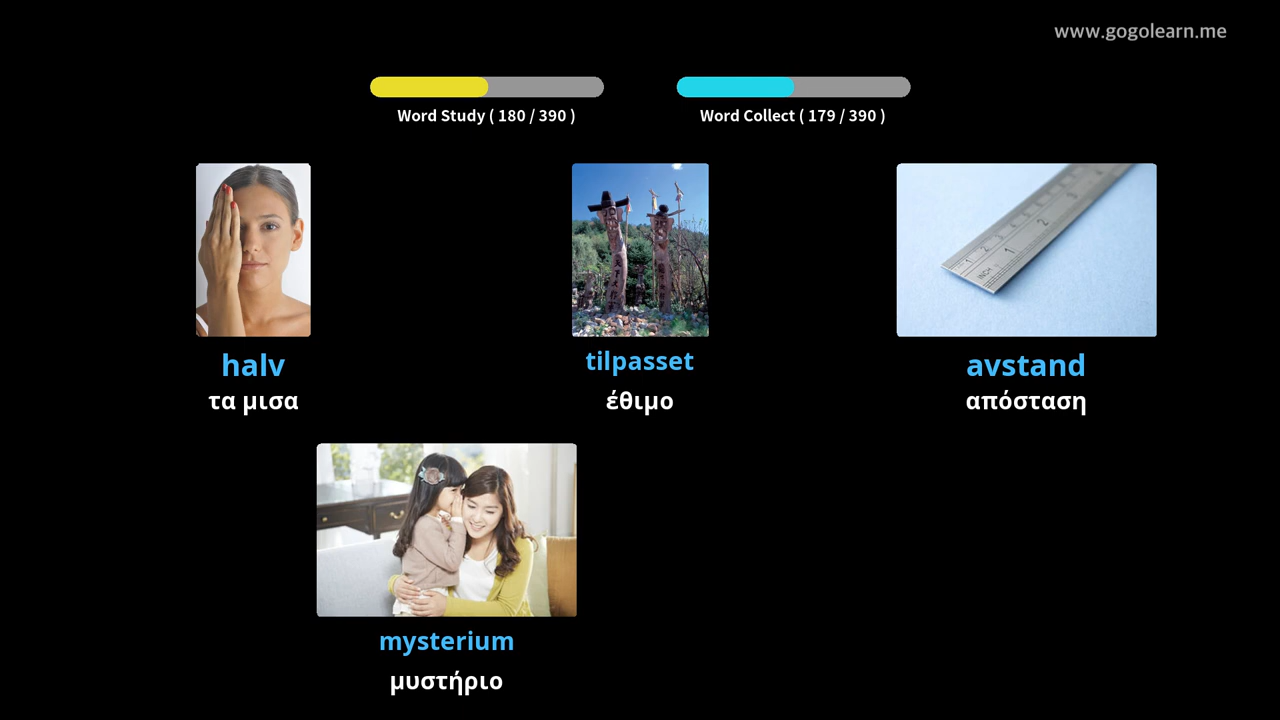 www.gogolearn.me
Word Study ( 180 / 390 )
Word Collect ( 179 / 390 )
halv
τα μισα
tilpasset
έθιμο
avstand
απόσταση
mysterium
μυστήριο